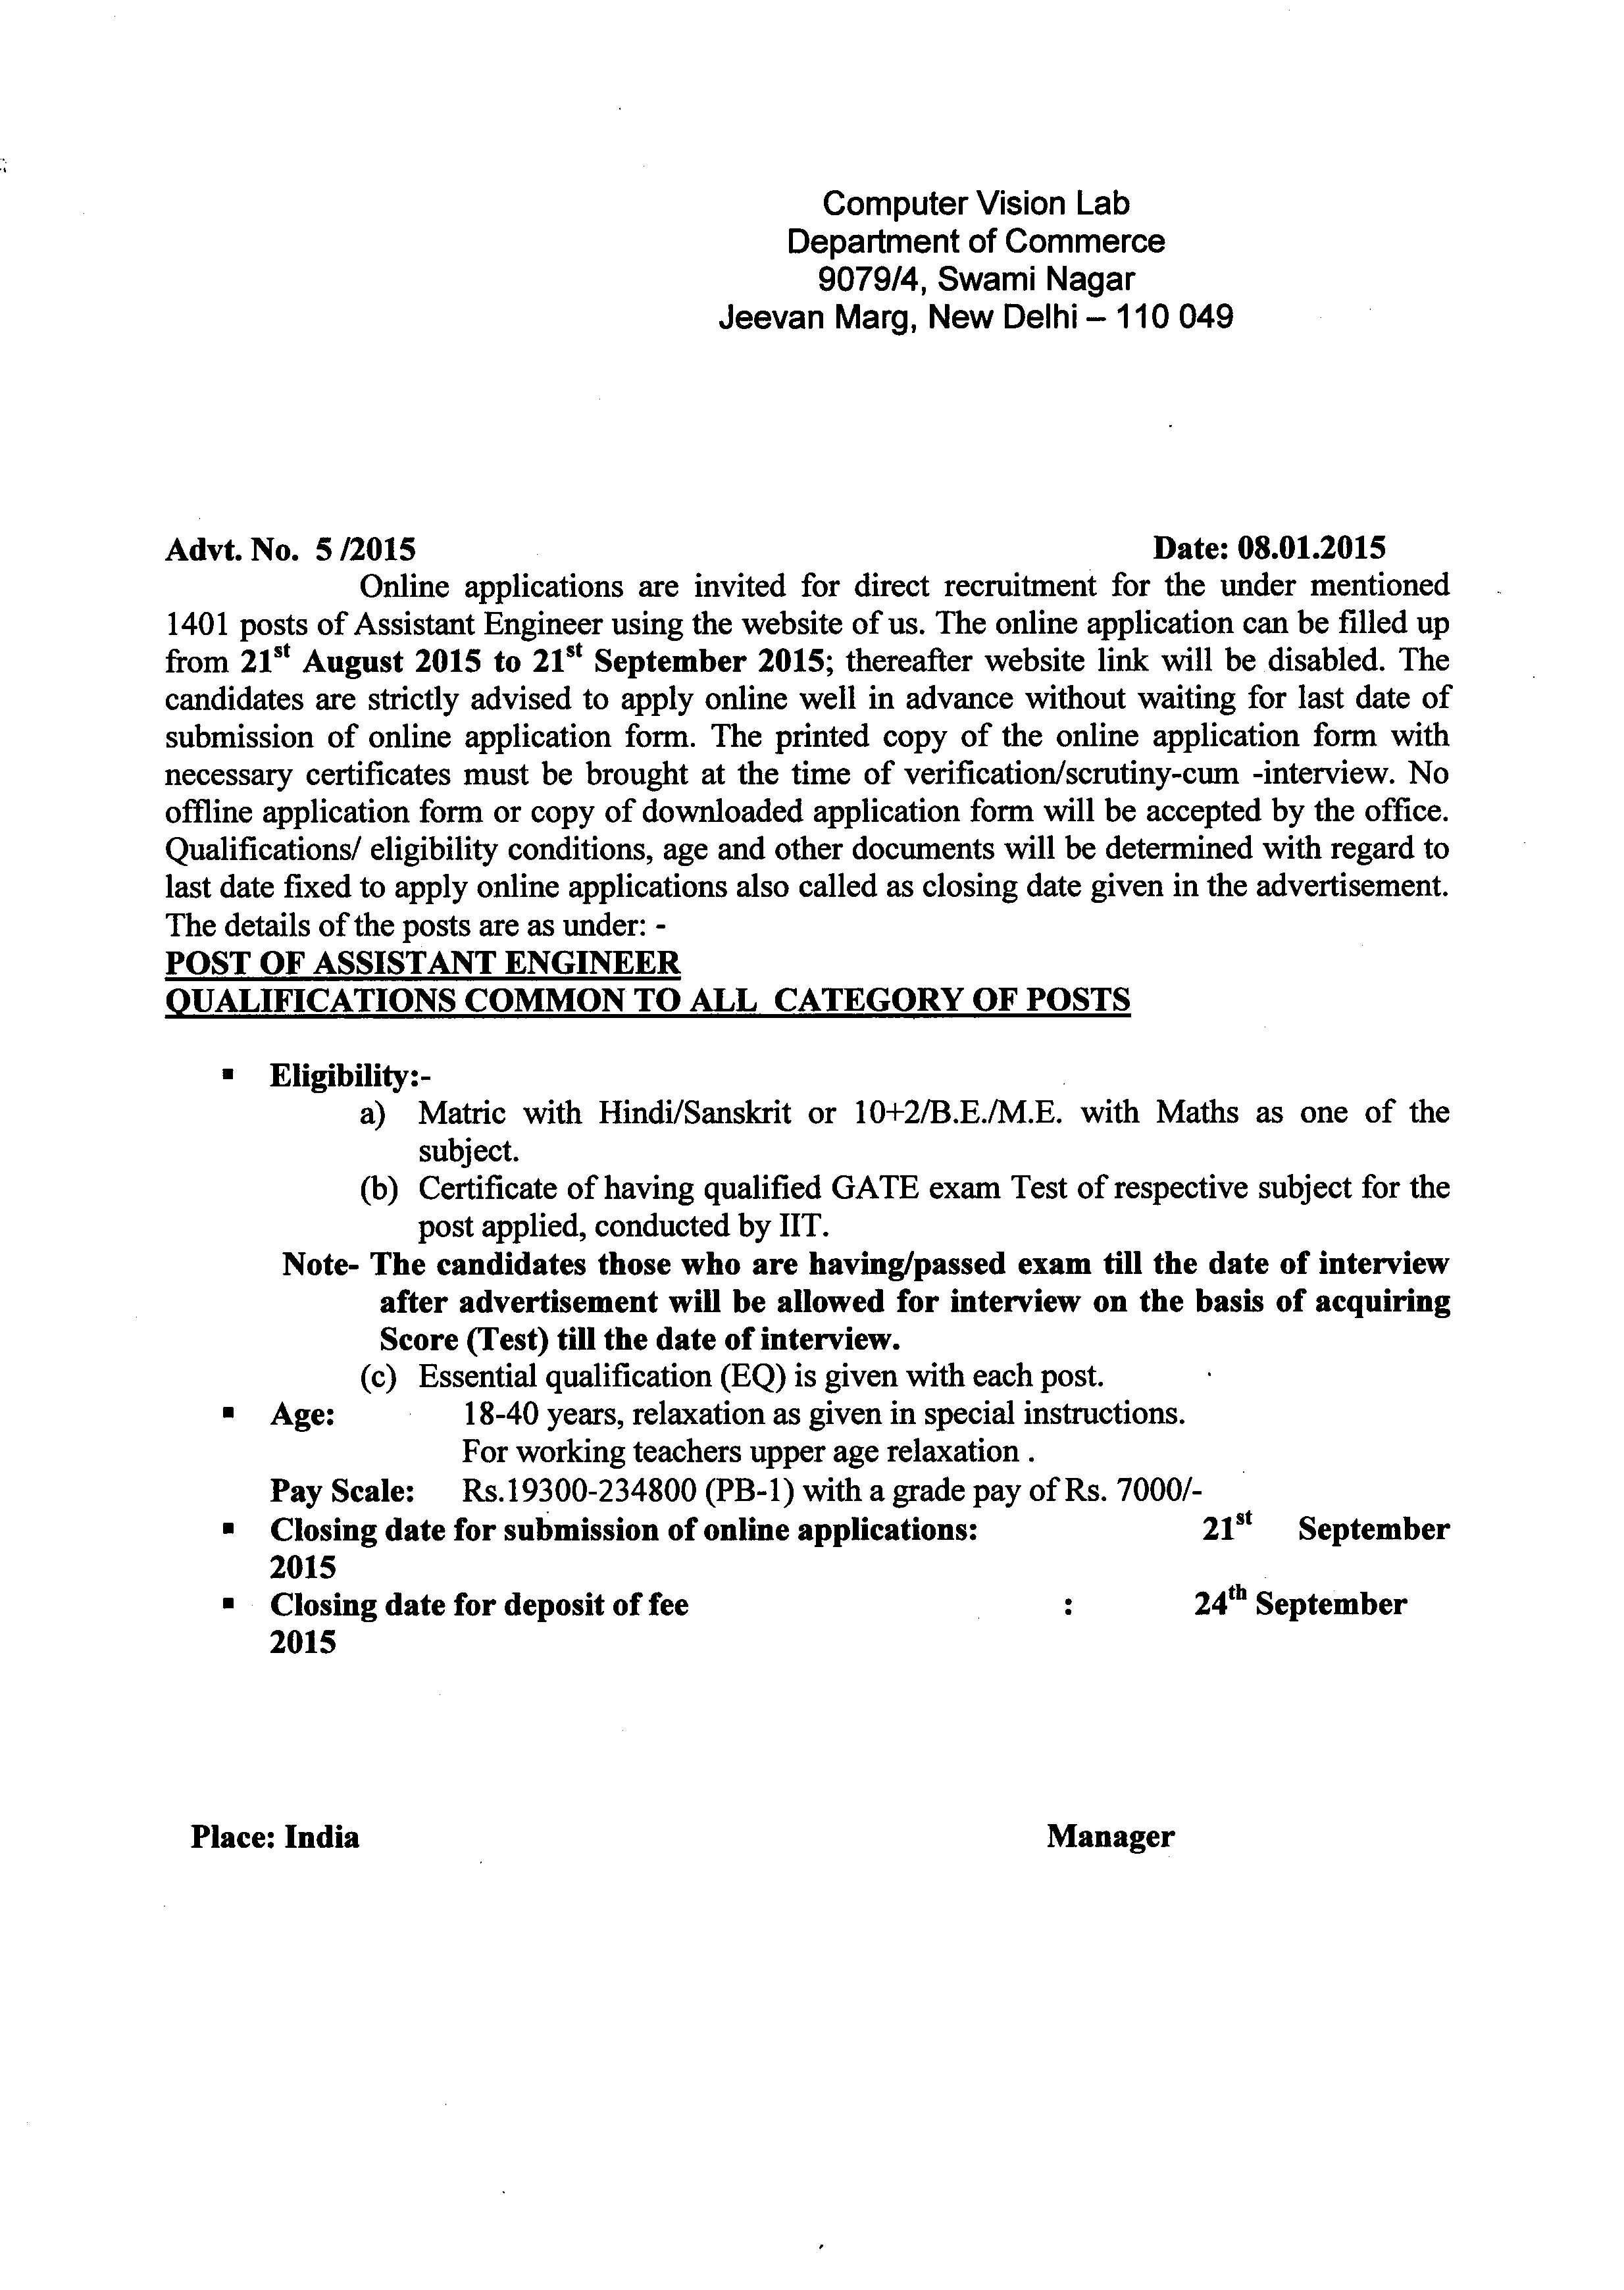 Computer Vision Lab
Department of Commerce
9079/4, Swami Nagar
Jeevan Marg, New Delhi – 110 049
Advt. No. 5 /2015 Date: 08.01.2015
Online applications are invited for direct recruitment for the under mentioned
1401 posts of Assistant Engineer using the website of us. The online application can be filled up
from 21st August 2015 to 21st September 2015; thereafter website link will be disabled. The
candidates are strictly advised to apply online well in advance without waiting for last date of
submission of online application form. The printed copy of the online application form with
necessary certificates must be brought at the time of verification/scrutiny-cum -interview. No
offline application form or copy of downloaded application form will be accepted by the office.
Qualifications/ eligibility conditions, age and other documents will be determined with regard to
last date fixed to apply online applications also called as closing date given in the advertisement.
The details of the posts are as under: -
POST OF ASSISTANT ENGINEER
QUALIFICATIONS COMMON TO ALL CATEGORY OF POSTS
▪ Eligibility:-
a) Matric with Hindi/Sanskrit or 10+2/B.E./M.E. with Maths as one of the
subject.
(b) Certificate of having qualified GATE exam Test of respective subject for the
post applied, conducted by IIT.
Note- The candidates those who are having/passed exam till the date of interview
after advertisement will be allowed for interview on the basis of acquiring
Score (Test) till the date of interview.
(c) Essential qualification (EQ) is given with each post.
▪ Age: 18-40 years, relaxation as given in special instructions.
For working teachers upper age relaxation .
Pay Scale: Rs.19300-234800 (PB-1) with a grade pay of Rs. 7000/-
▪ Closing date for submission of online applications: 21st September
2015
▪ Closing date for deposit of fee : 24th September
2015
Place: India Manager